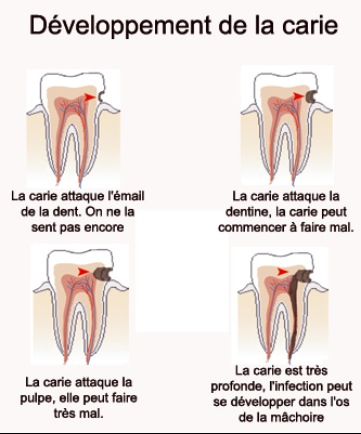 Développement de la carie
La carie attaque l'émail
de la dent. On ne la
sent pas encore
La carie attaque la
dentine, la carie peut
commencer à faire mal.
La carie attaque la
pulpe, elle peut faire
très mal.
La carie est très
profonde, l'infection peut
se développer dans l'os
de la mâchoire